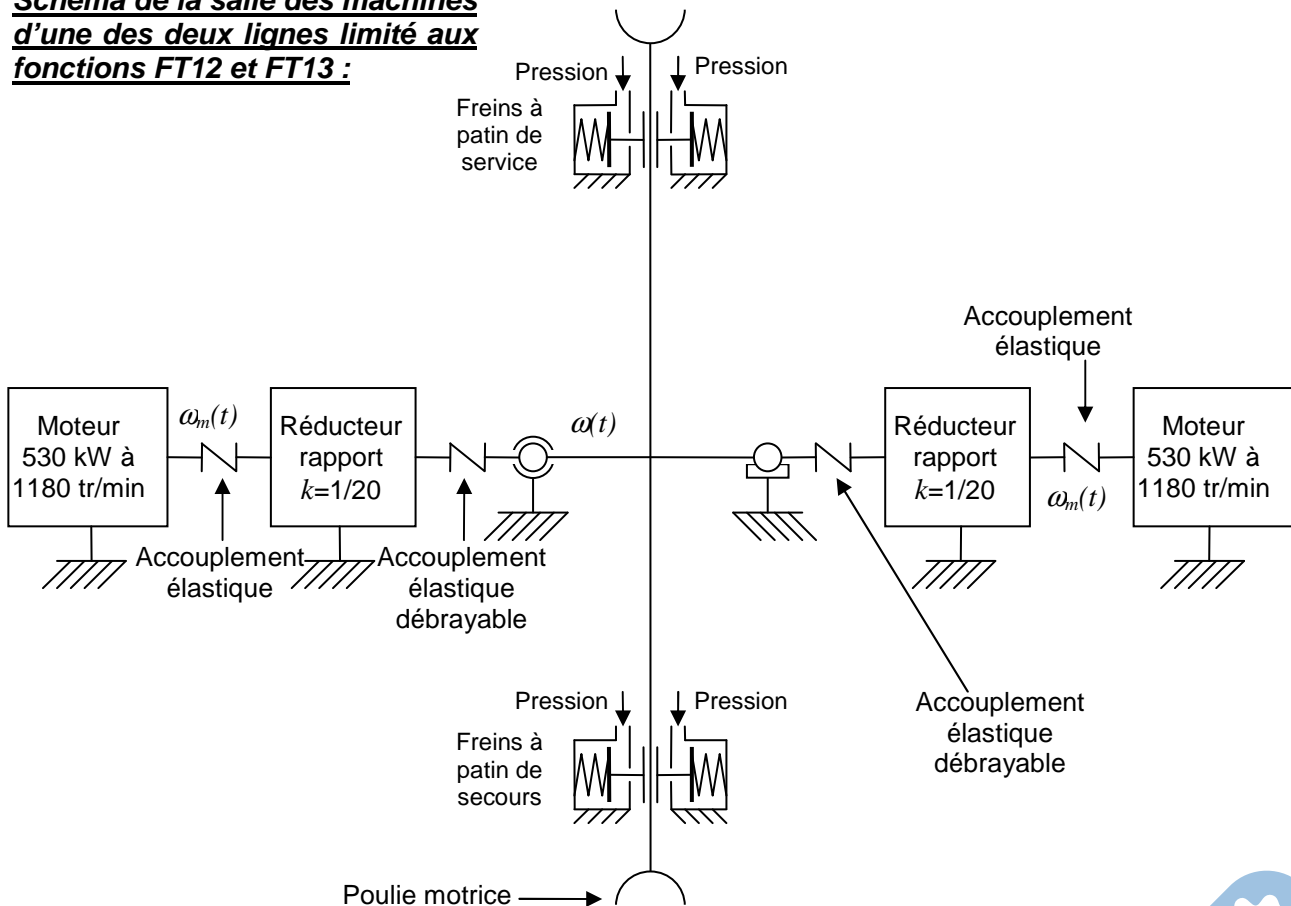 Schéma de la salle des machines
d'une des deux lignes limité aux
fonctions FT12 et FT13 :
Pression
Pression
Freins à
patin de
service
Accouplement
élastique
Moteur
530 kW à
1180 tr/min
ωm(t)
Réducteur
rapport
k=1/20
ω(t)
Réducteur
rapport
k=1/20
ωm(t)
Moteur
530 kW à
1180 tr/min
Accouplement
élastique
Accouplement
élastique
débrayable
Pression
Pression
Freins à
patin de
secours
Accouplement
élastique
débrayable
Poulie motrice